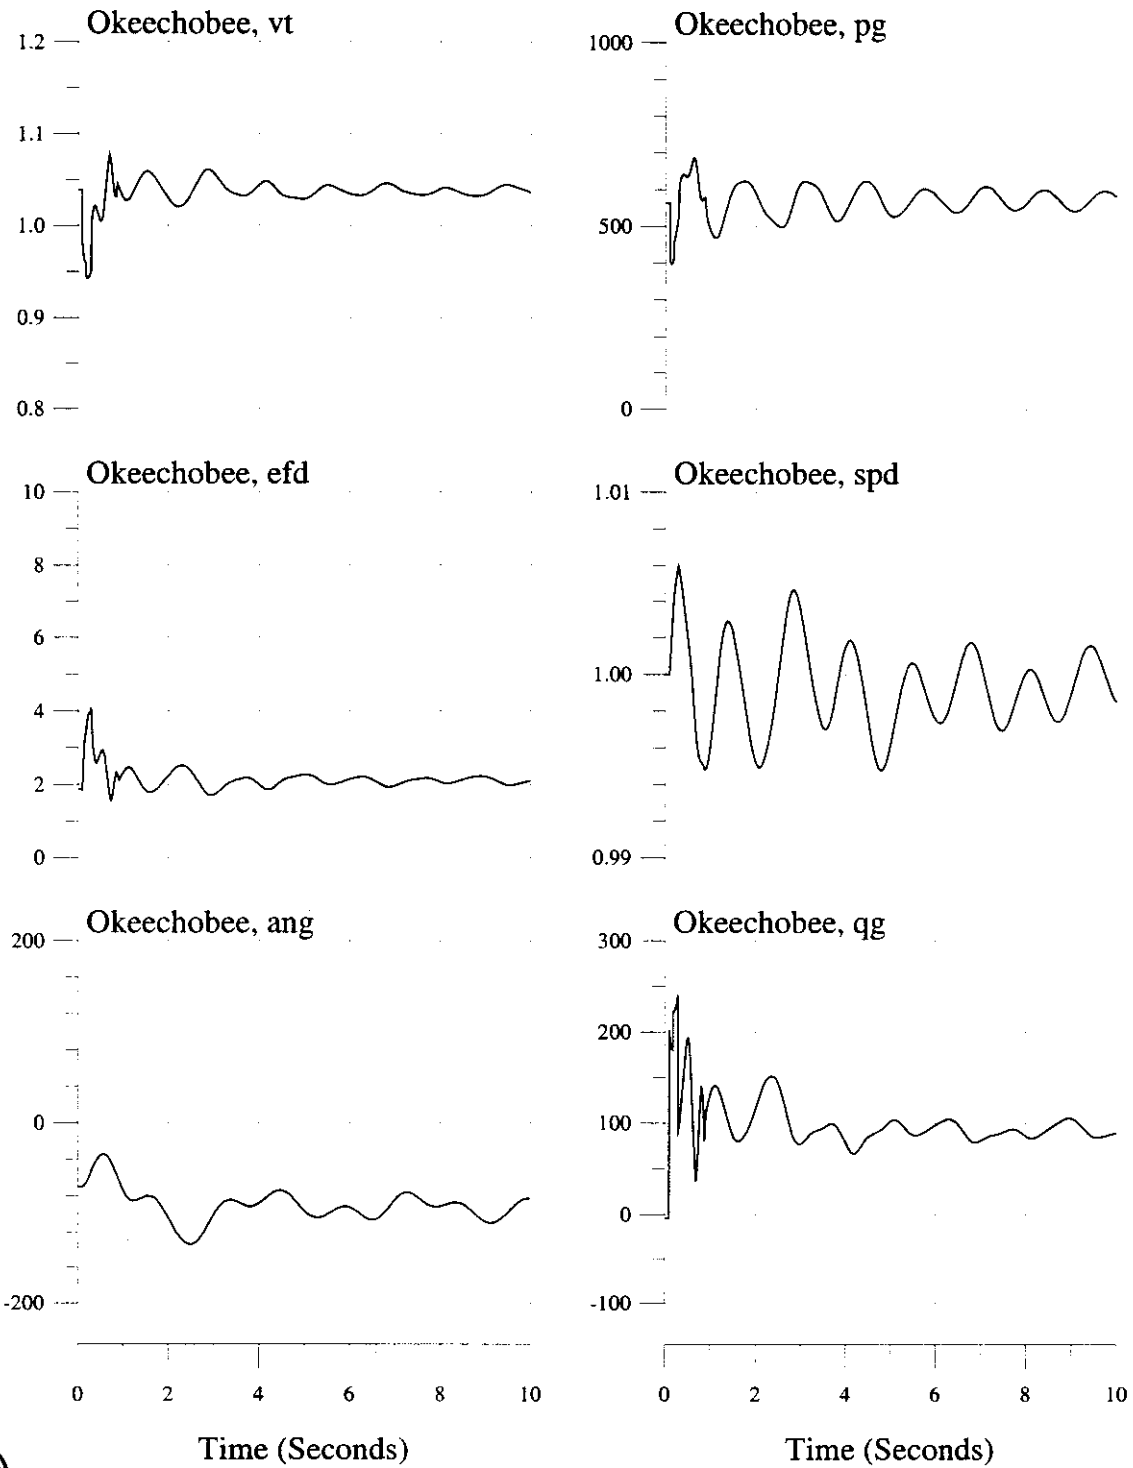 Okeechobee, vt
1.2
1.1
1.0
0.9
0.8
Okeechobee, pg
1000
500
0
Okeechobee, efd
10
8
6
4
2
0
Okeechobee, spd
1.01
1.00
0.99
Okeechobee, ang
200
0
-200
0 2 4 6 8 10
Time (Seconds)
Okeechobee, qg
300
200
100
0
-100
0 2 4 6 8 10
Time (Seconds)